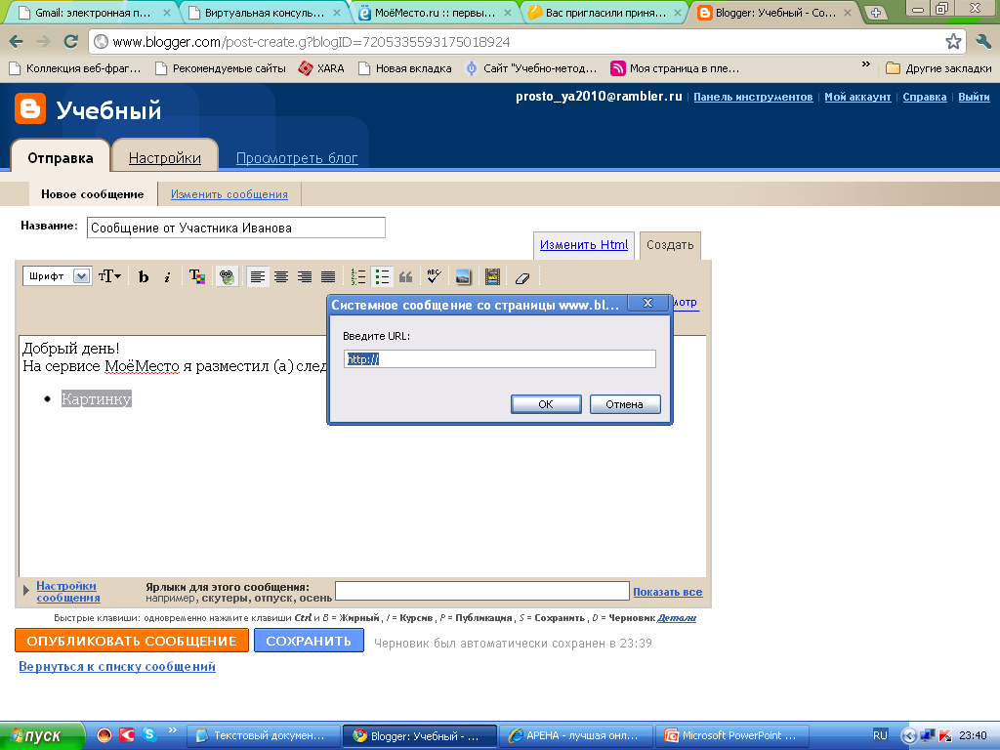 Gmail: электронная п...
Виртуальная консуль...
МоёМесто.ru :: первы...
Вас пригласили приня...
Blogger: Учебный - Со...
www.blogger.com/post-create.g?blogID=7205335593175018924
Коллекция веб-фраг...
Рекомендуемые сайты
XARA
Новая вкладка
Сайт "Учебно-метод...
Моя страница в пле...
»
Другие закладки
prosto_ya2010@rambler.ru | Панель инструментов | Мой аккаунт | Справка | Выйти
Учебный
Отправка
Настройки
Просмотреть блог
Новое сообщение
Изменить сообщения
Название:
Сообщение от Участника Иванова
Изменить Html
Создать
Шрифт
тТ
b
i
T
ABC
мотр
Системное сообщение со страницы www.bl...
Введите URL:
http://
ОК
Отмена
Добрый день!
На сервисе МоёМесто я разместил (а) след
Картинку
Настройки сообщения
Ярлыки для этого сообщения:
например, скутеры, отпуск, осень
Показать все
Быстрые клавиши: одновременно нажмите клавиши Ctrl и B = Жирный , I = Курсив , P = Публикация , S = Сохранить , D = Черновик Детали
ОПУБЛИКОВАТЬ СООБЩЕНИЕ
СОХРАНИТЬ
Черновик был автоматически сохранен в 23:39
Вернуться к списку сообщений
пуск
»
Текстовый докумен...
Blogger: Учебный - ...
АРЕНА - лучшая онл...
Microsoft PowerPoint ...
RU
23:40